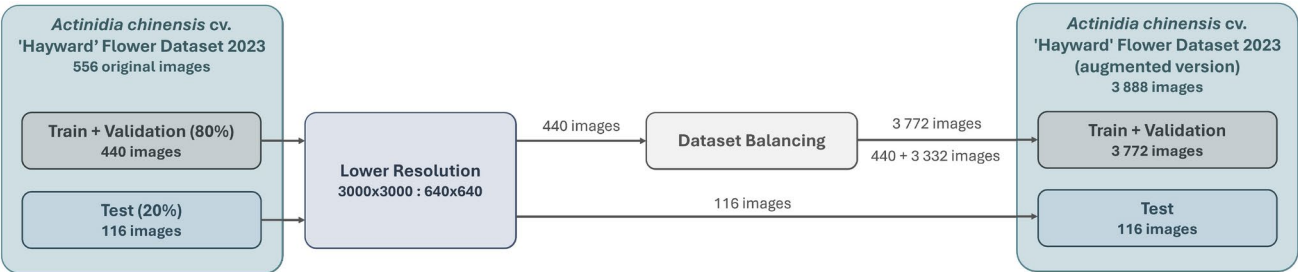 Actinidia chinensis cv.
'Hayward' Flower Dataset 2023
556 original images
Train + Validation (80%)
440 images
Test (20%)
116 images
Lower Resolution
3000x3000 : 640x640
440 images
Dataset Balancing
3 772 images
440 + 3 332 images
116 images
Actinidia chinensis cv.
'Hayward' Flower Dataset 2023
(augmented version)
3 888 images
Train + Validation
3 772 images
Test
116 images